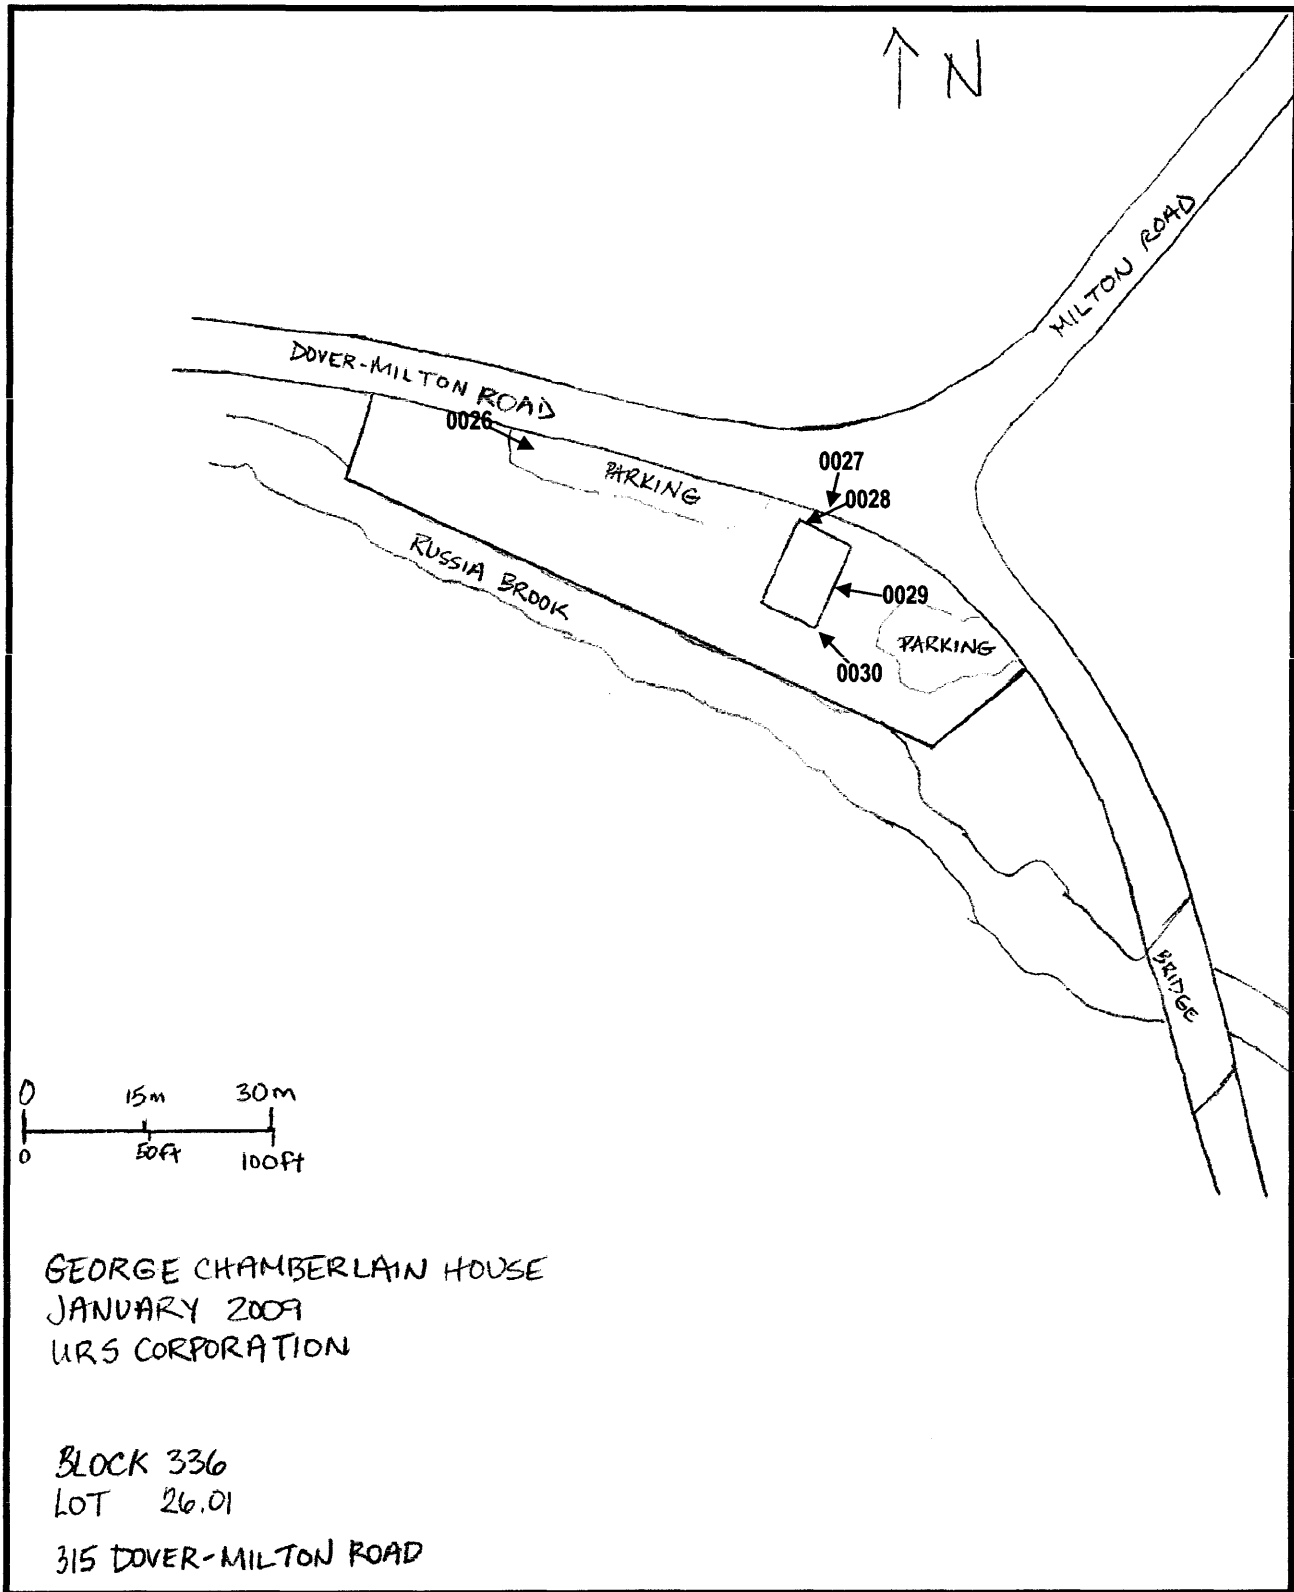 N
MILTON ROAD
DOVER-MILTON ROAD
0026
PARKING
0027
0028
0029
PARKING
0030
RUSSIA BROOK
BRIDGE
0 15m 30m
0 50ft 100ft
GEORGE CHAMBERLAIN HOUSE
JANUARY 2009
URS CORPORATION
BLOCK 336
LOT 26.01
315 DOVER-MILTON ROAD